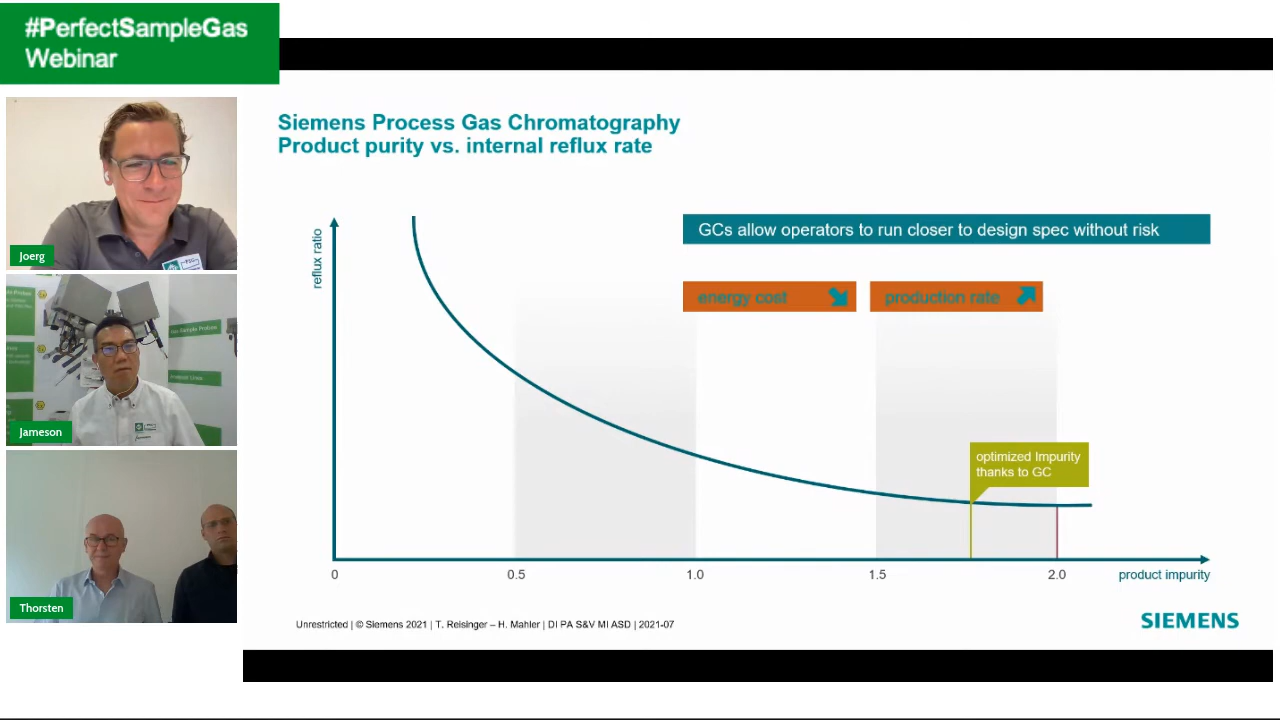 #PerfectSampleGas
Webinar
Joerg
Jameson
Thorsten
Siemens Process Gas Chromatography
Product purity vs. internal reflux rate
GCs allow operators to run closer to design spec without risk
energy cost
production rate
reflux ratio
optimized Impurity
thanks to GC
0
0.5
1.0
1.5
2.0
product impurity
Unrestricted | © Siemens 2021 | T. Reisinger – H. Mahler | DI PA S&V MI ASD | 2021-07
SIEMENS